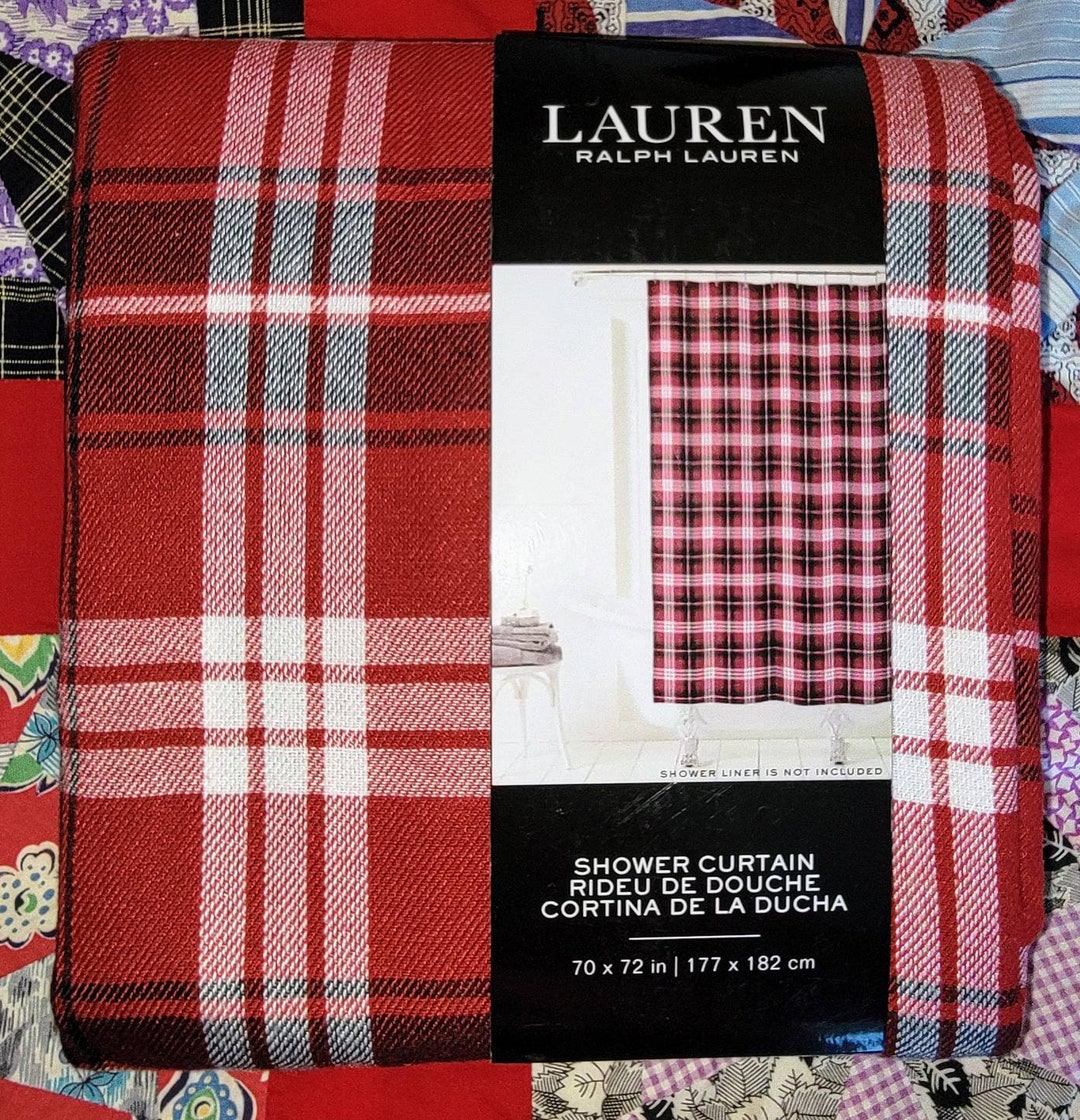 LAUREN
RALPH LAUREN
SHOWER LINER IS NOT INCLUDED
SHOWER CURTAIN
RIDEU DE DOUCHE
CORTINA DE LA DUCHA
70 x 72 in | 177 x 182 cm